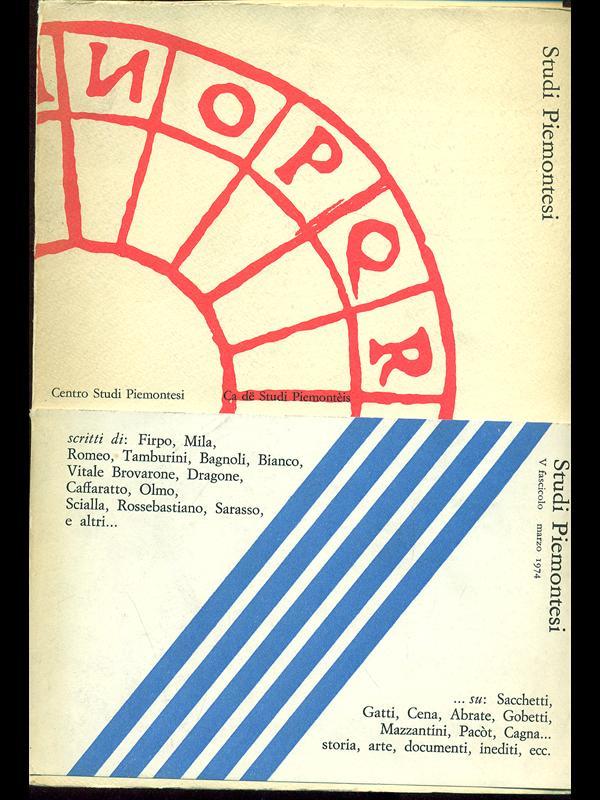 N O P Q R
Studi Piemontesi
Centro Studi Piemontesi
Ca dë Studi Piemontèis
scritti di: Firpo, Mila,
Romeo, Tamburini, Bagnoli, Bianco,
Vitale Brovarone, Dragone,
Caffaratto, Olmo,
Scialla, Rossebastiano, Sarasso,
e altri...
Studi Piemontesi
V fascicolo marzo 1974
... su: Sacchetti,
Gatti, Cena, Abrate, Gobetti,
Mazzantini, Pacòt, Cagna...
storia, arte, documenti, inediti, ecc.